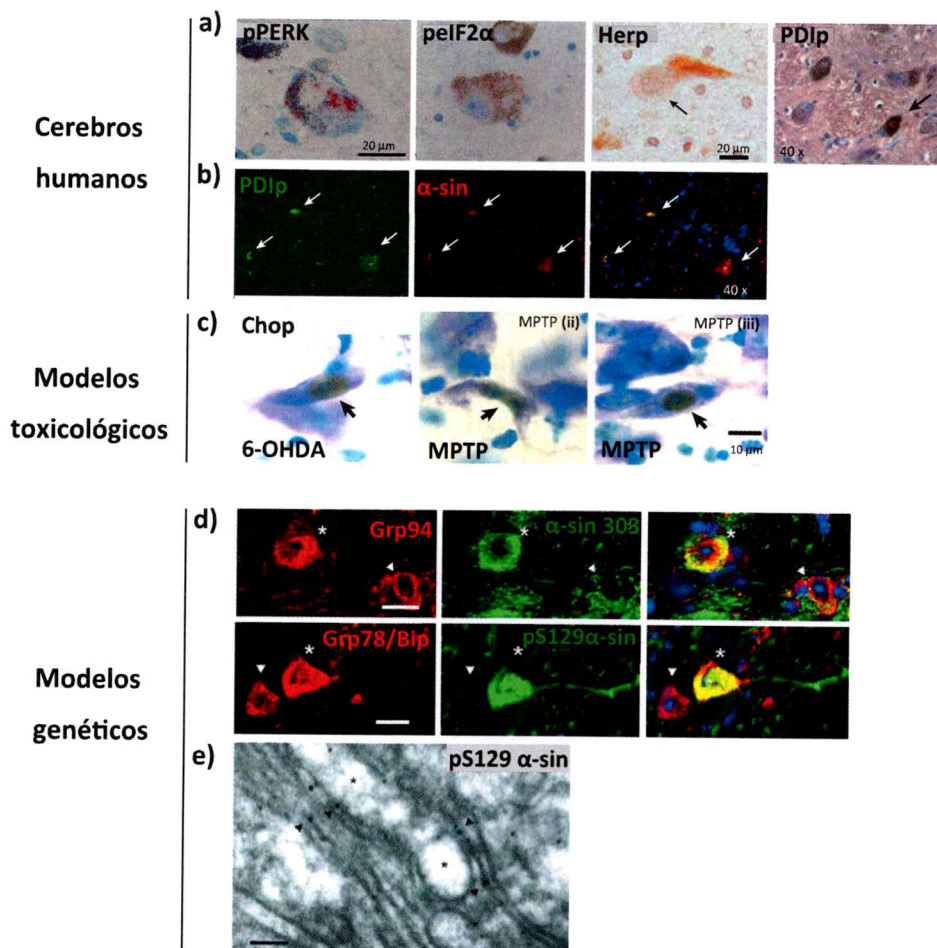 a)
pPERK
peIF2α
Herp
PDIp
20 µm
20 µm
40 x
Cerebros
humanos
b)
PDIp
α-sin
40 x
c)
Chop
MPTP (ii)
MPTP (iii)
Modelos
toxicológicos
6-OHDA
MPTP
MPTP
10 µm
d)
Grp94
α-sin 303
Grp78/Bip
pS129α-sin
Modelos
genéticos
e)
pS129 α-sin